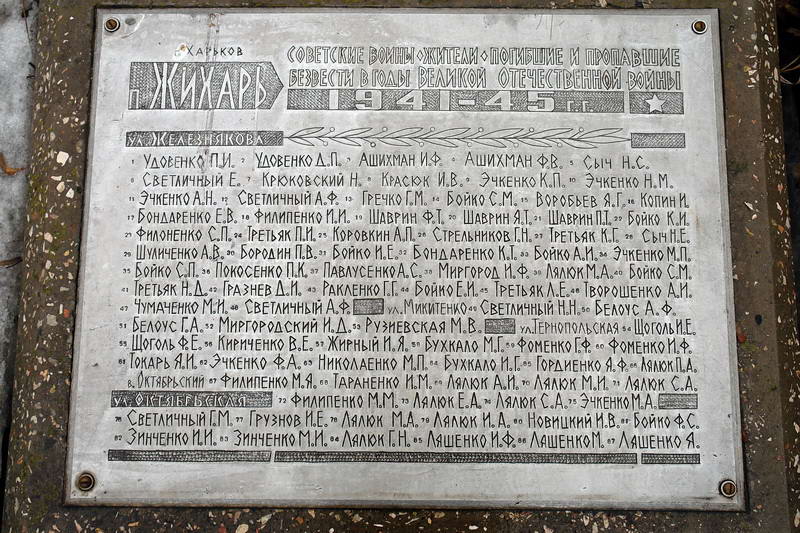 г. Харьков
п. Жихарь
Советские воины · жители · погибшие и пропавшие
безвести в годы Великой Отечественной войны
1941-45 г.г.
ул. Железнякова
1 Удовенко П.И. 2 Удовенко Д.П. 3 Ашихман И.Ф. 4 Ашихман Ф.В. 5 Сыч Н.С.
6 Светличный Е. 7 Крюковский Н. 8 Красюк И.В. 9 Эчкенко К.П. 10 Эчкенко Н.М.
11 Эчкенко А.Н. 12 Светличный А.Ф. 13 Гречко Г.М. 14 Бойко С.М. 15 Воробьев Я.Г. 16 Копин И.
17 Бондаренко Е.В. 18 Филипенко И.И. 19 Шаврин Ф.Т. 20 Шаврин Я.Т. 21 Шаврин П.Т. 22 Бойко К.И.
23 Филоненко С.П. 24 Третьяк П.И. 25 Коровкин А.П. 26 Стрельников Г.Н. 27 Третьяк К.Г. 28 Сыч Н.Е.
29 Шуличенко А.В. 30 Бородин П.В. 31 Бойко И.Е. 32 Бондаренко К.Т. 33 Бойко А.И. 34 Эчкенко М.П.
35 Бойко С.П. 36 Покосенко П.К. 37 Павлусенко А.С. 38 Миргород И.Ф. 39 Лялюк М.А. 40 Бойко С.М.
41 Третьяк Н.Д. 42 Гразнев Д.И. 43 Ракленко Г.Г. 44 Бойко Е.И. 45 Третьяк Л.Е. 46 Творошенко А.И.
47 Чумаченко М.И. 48 Светличный А.Ф. ул. Микитенко 49 Светличный Н.Н. 50 Белоус А.Ф.
51 Белоус Г.А. 52 Миргородский И.Д. 53 Рузиевская М.В. ул. Тернопольская 54 Щоголь И.Е.
55 Щоголь Ф.Е. 56 Кириченко В.Е. 57 Жирный И.Я. 58 Бухкало М.Г. 59 Фоменко Г.Ф. 60 Фоменко И.Ф.
61 Токарь Я.И. 62 Эчкенко Ф.А. 63 Николаенко М.П. 64 Бухкало И.Г. 65 Гордиенко Я.Ф. 66 Лялюк П.А.
в. Октябрьский 67 Филипенко М.Я. 68 Тараненко И.М. 69 Лялюк А.И. 70 Лялюк М.И. 71 Лялюк С.А.
ул. Октябрьская 72 Филипенко М.М. 73 Лялюк Е.А. 74 Лялюк С.А. 75 Эчкенко М.А.
76 Светличный Г.М. 77 Грузнов И.Е. 78 Лялюк М.А. 79 Лялюк И.А. 80 Новицкий И.В. 81 Бойко Ф.С.
82 Зинченко И.И. 83 Зинченко М.И. 84 Лялюк Г.Н. 85 Ляшенко И.Ф. 86 Ляшенко М. 87 Ляшенко Я.